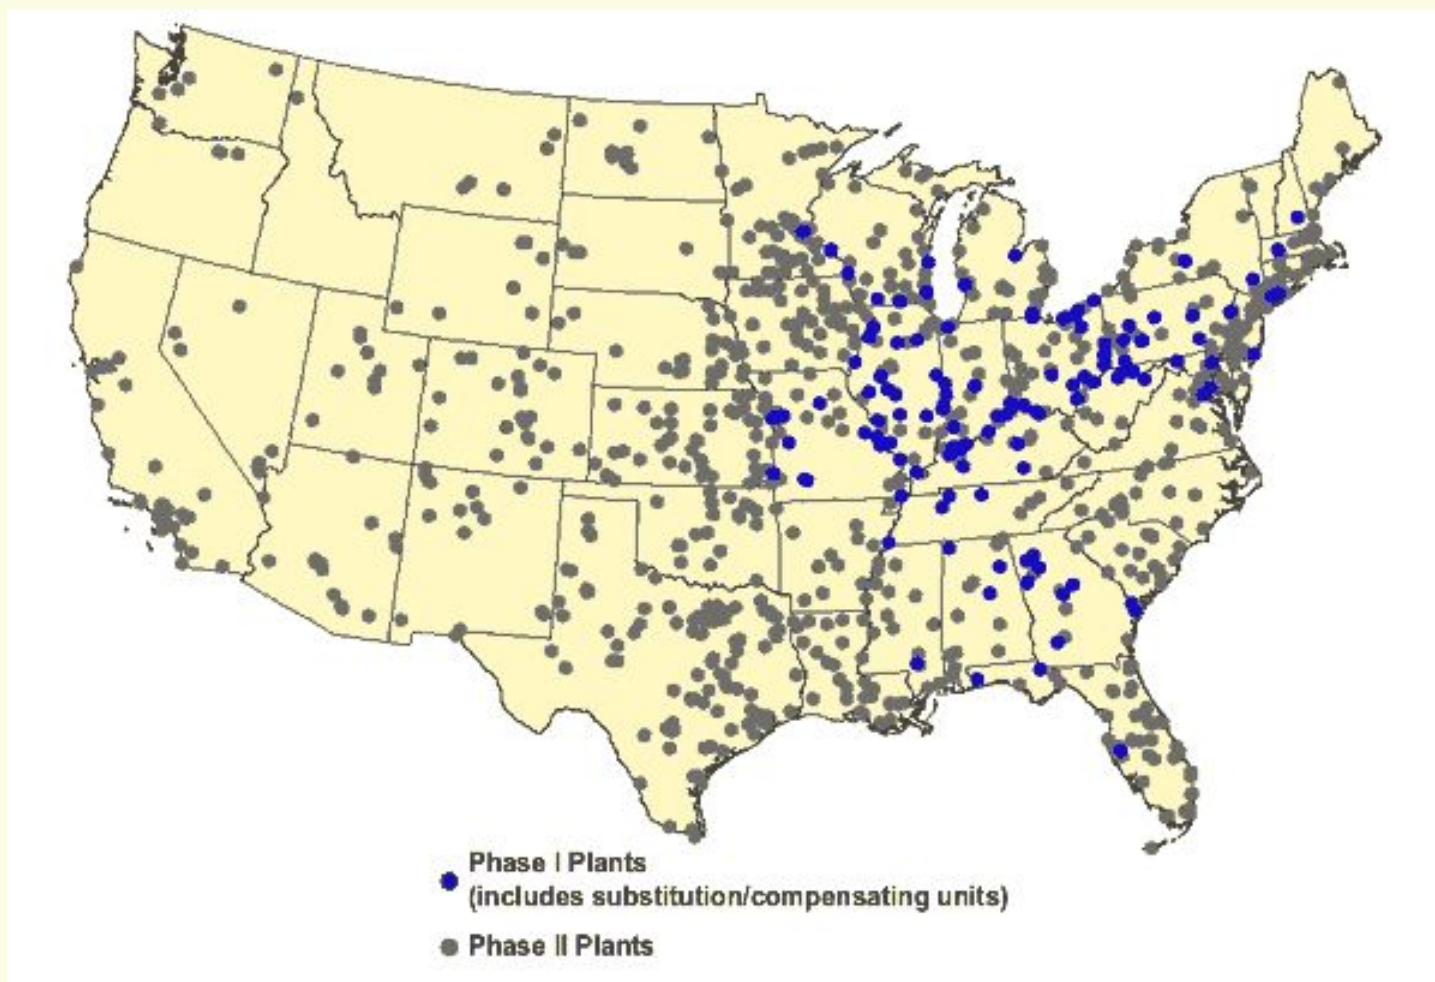 Phase I Plants
(includes substitution/compensating units)
Phase II Plants